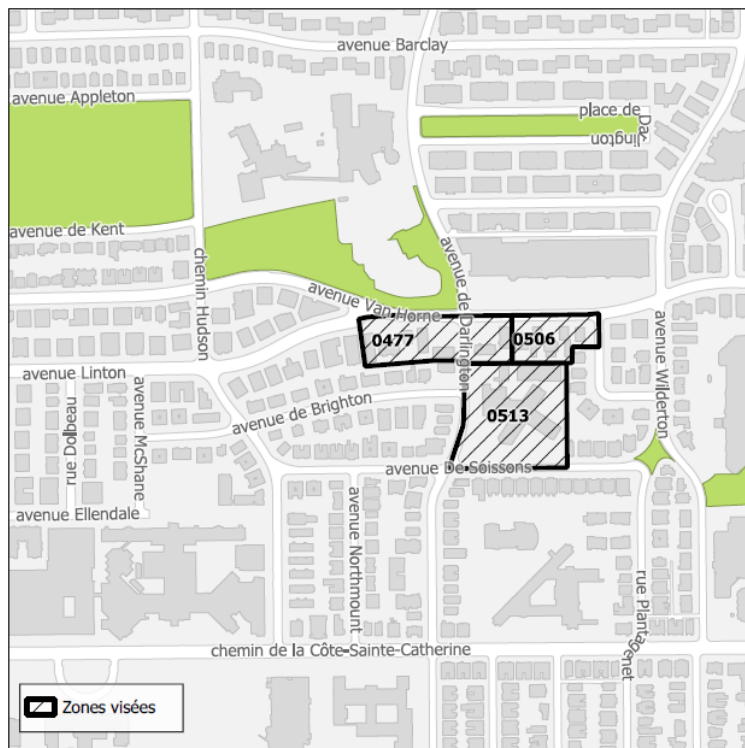 avenue Barclay
avenue Appleton
place de Darlington
avenue de Kent
chemin Hudson
avenue de Darlington
avenue Van Horne
0477
0506
avenue Wilderton
avenue Linton
avenue McShane
rue Dolbeau
avenue de Brighton
0513
avenue De Soissons
avenue Ellendale
avenue Northmount
rue Plantagenet
chemin de la Côte-Sainte-Catherine
Zones visées